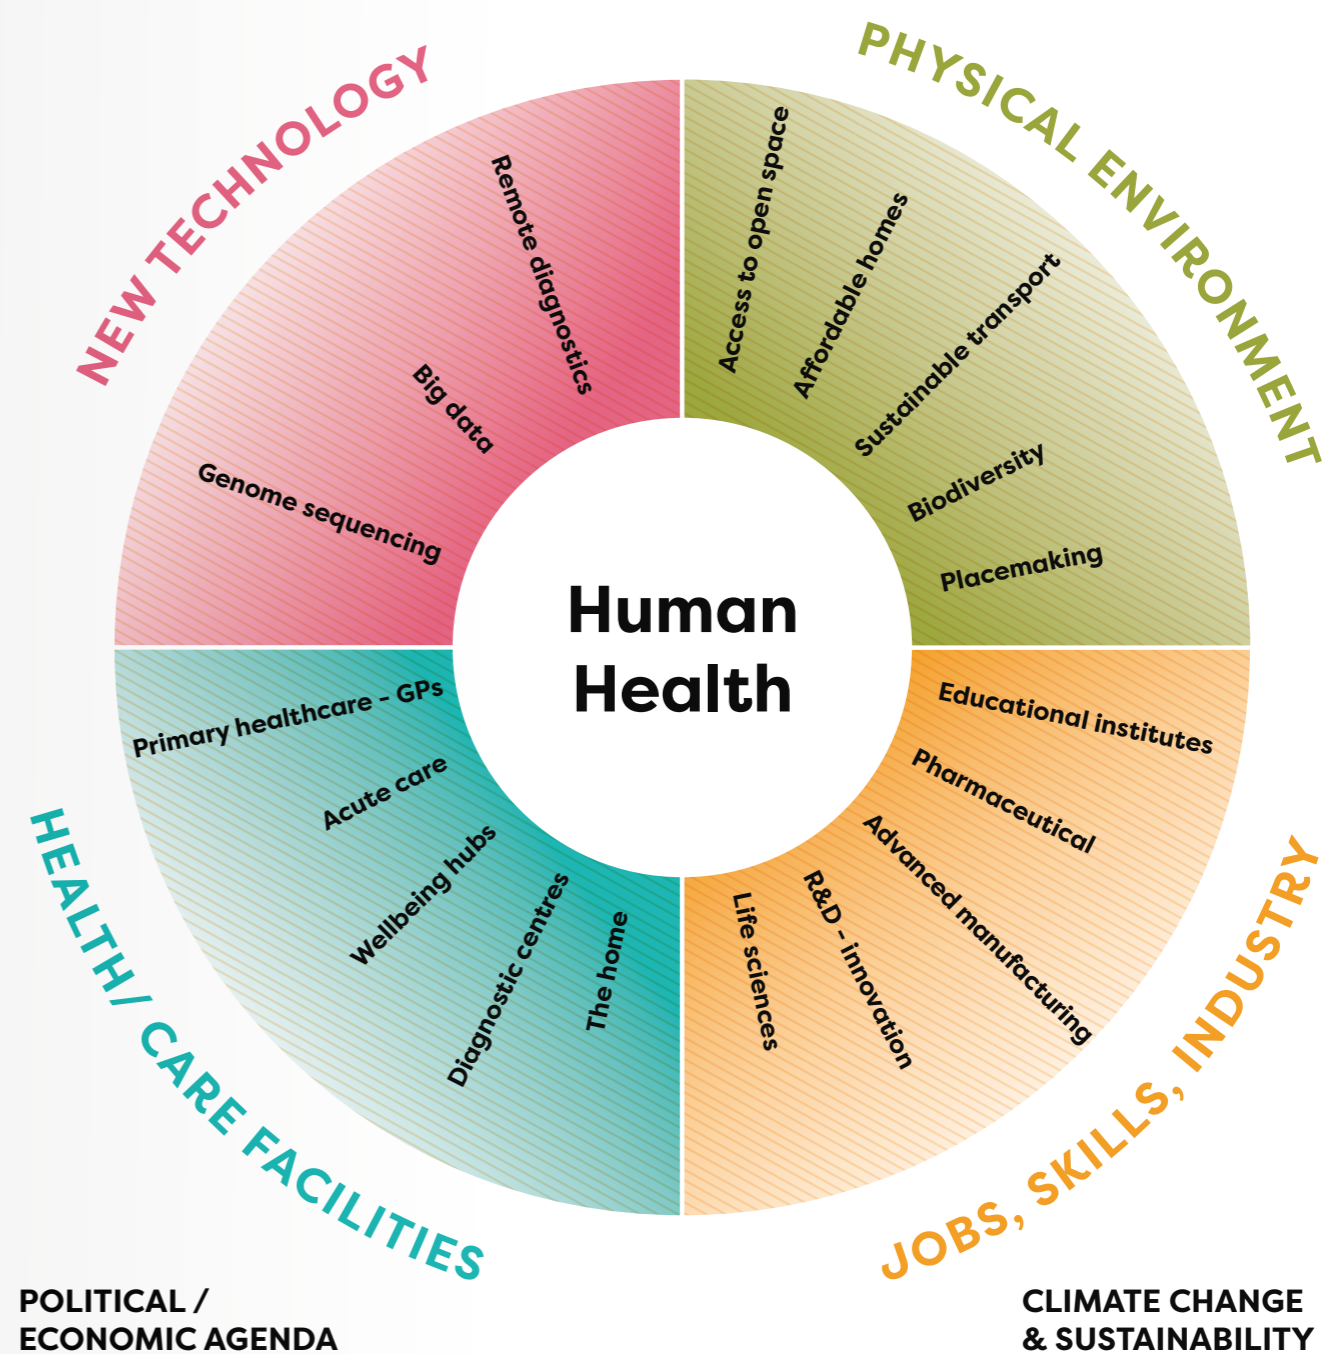 NEW TECHNOLOGY
Remote diagnostics
Big data
Genome sequencing
PHYSICAL ENVIRONMENT
Access to open space
Affordable homes
Sustainable transport
Biodiversity
Placemaking
Human
Health
Educational institutes
Pharmaceutical
Advanced manufacturing
R&D - innovation
Life sciences
JOBS, SKILLS, INDUSTRY
Primary healthcare - GPs
Acute care
Wellbeing hubs
Diagnostic centres
The home
HEALTH/ CARE FACILITIES
POLITICAL /
ECONOMIC AGENDA
CLIMATE CHANGE
& SUSTAINABILITY